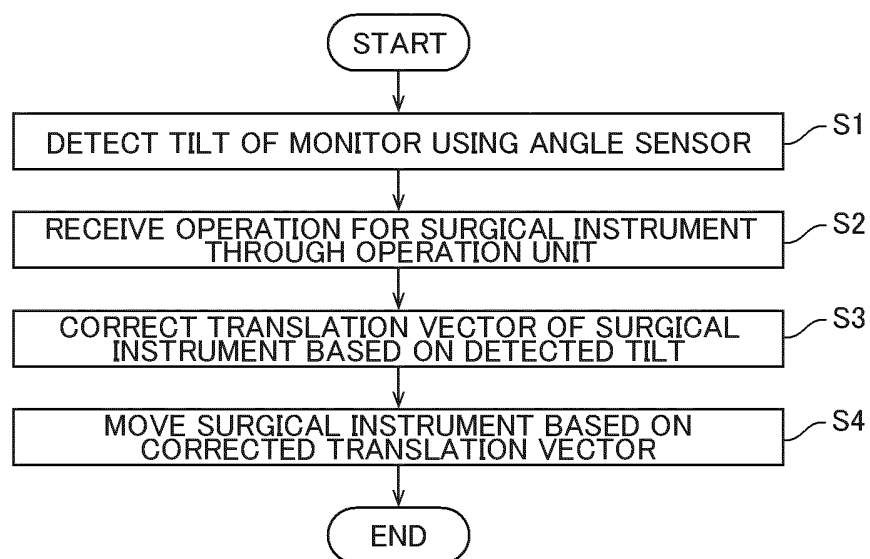 START
DETECT TILT OF MONITOR USING ANGLE SENSOR
S1
RECEIVE OPERATION FOR SURGICAL INSTRUMENT
THROUGH OPERATION UNIT
S2
CORRECT TRANSLATION VECTOR OF SURGICAL
INSTRUMENT BASED ON DETECTED TILT
S3
MOVE SURGICAL INSTRUMENT BASED ON
CORRECTED TRANSLATION VECTOR
S4
END